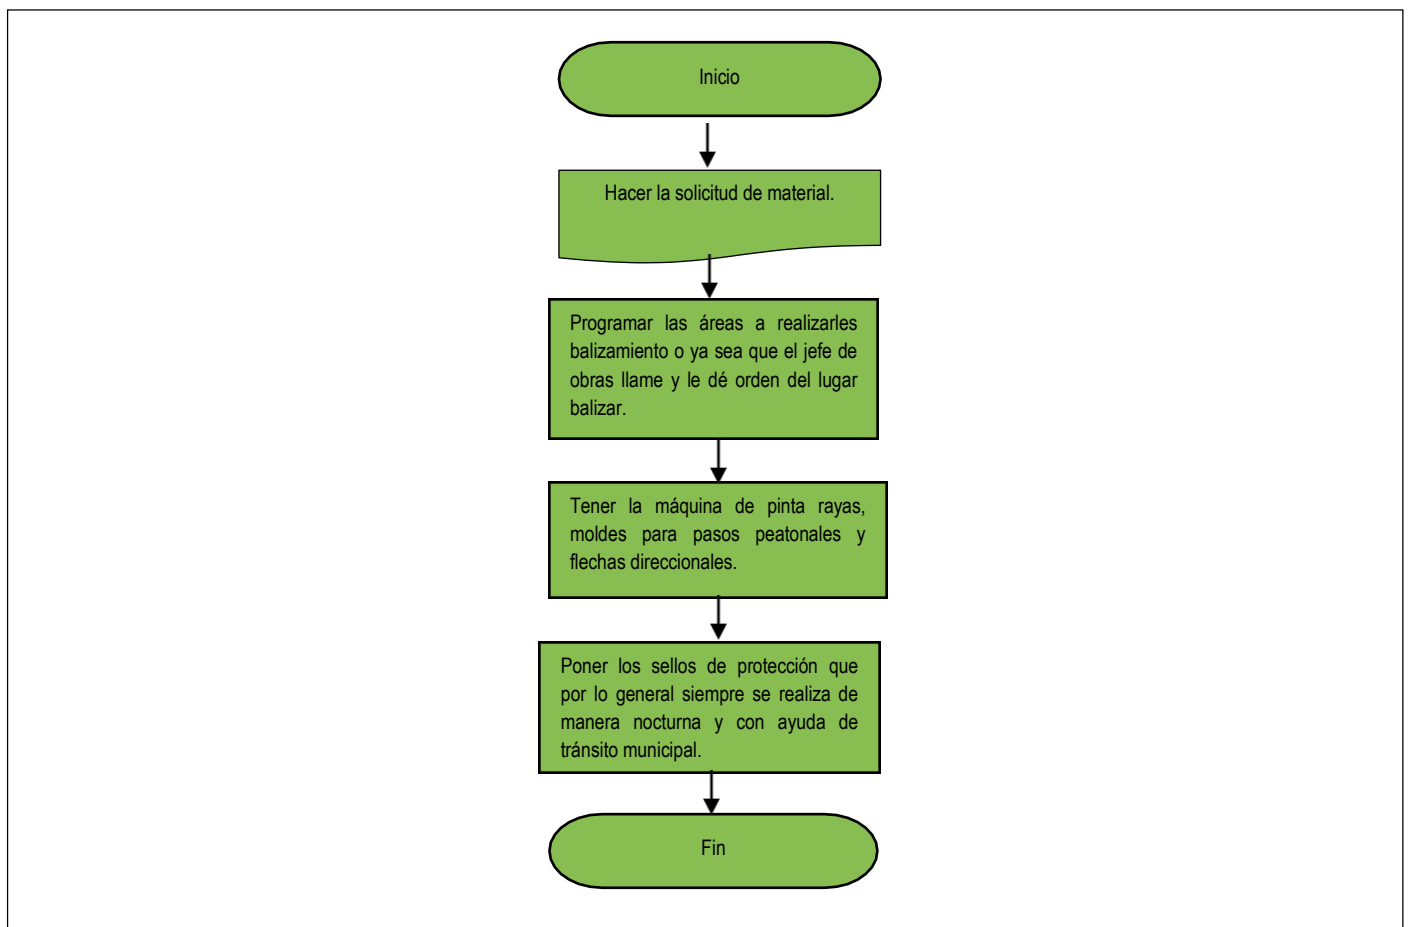 Inicio
Hacer la solicitud de material.
Programar las áreas a realizarles
balizamiento o ya sea que el jefe de
obras llame y le dé orden del lugar
balizar.
Tener la máquina de pinta rayas,
moldes para pasos peatonales y
flechas direccionales.
Poner los sellos de protección que
por lo general siempre se realiza de
manera nocturna y con ayuda de
tránsito municipal.
Fin